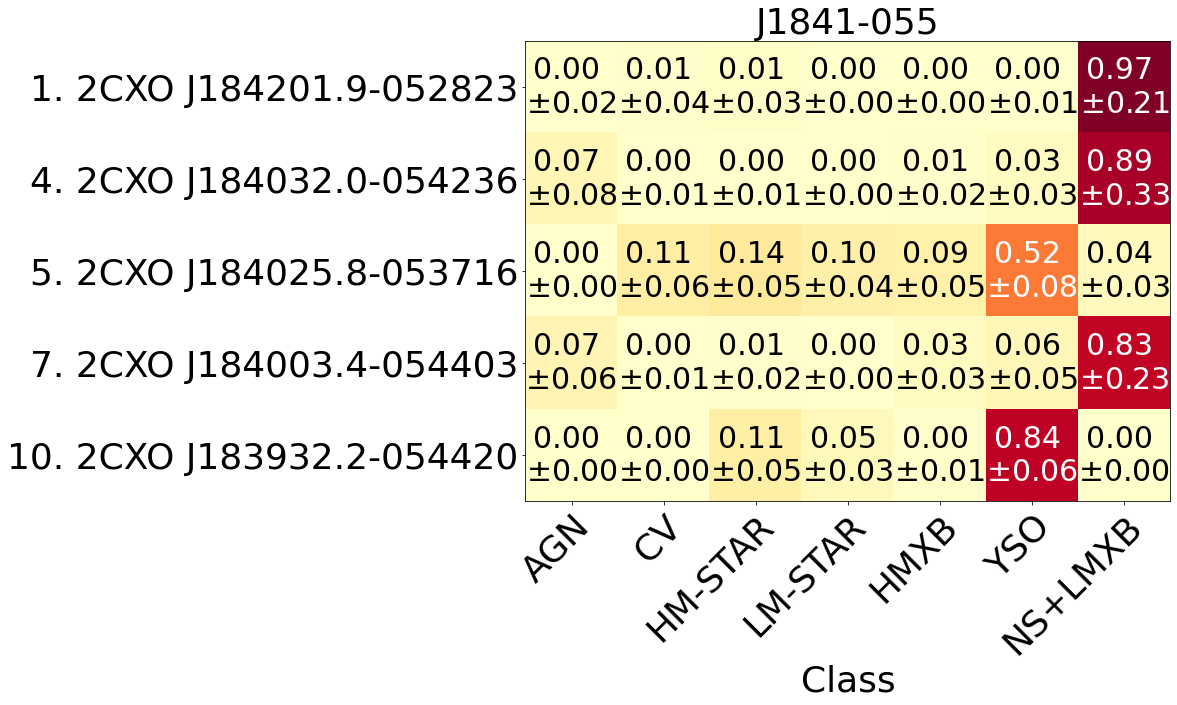 J1841-055
1. 2CXO J184201.9-052823
0.00 0.01 0.01 0.00 0.00 0.00 0.97
±0.02 ±0.04 ±0.03 ±0.00 ±0.00 ±0.01 ±0.21
4. 2CXO J184032.0-054236
0.07 0.00 0.00 0.00 0.01 0.03 0.89
±0.08 ±0.01 ±0.01 ±0.00 ±0.02 ±0.03 ±0.33
5. 2CXO J184025.8-053716
0.00 0.11 0.14 0.10 0.09 0.52 0.04
±0.00 ±0.06 ±0.05 ±0.04 ±0.05 ±0.08 ±0.03
7. 2CXO J184003.4-054403
0.07 0.00 0.01 0.00 0.03 0.06 0.83
±0.06 ±0.01 ±0.02 ±0.00 ±0.03 ±0.05 ±0.23
10. 2CXO J183932.2-054420
0.00 0.00 0.11 0.05 0.00 0.84 0.00
±0.00 ±0.00 ±0.05 ±0.03 ±0.01 ±0.06 ±0.00
AGN
CV
HM-STAR
LM-STAR
HMXB
YSO
NS+LMXB
Class